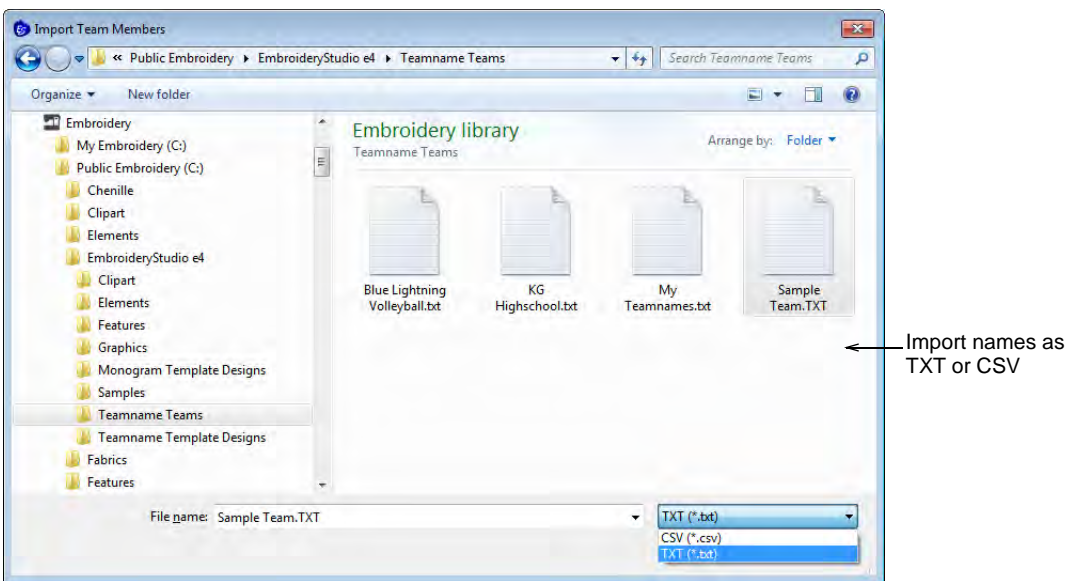 Import Team Members
« Public Embroidery ▸ EmbroideryStudio e4 ▸ Teamname Teams
Search Teamname Teams
Organize
New folder
Embroidery
My Embroidery (C:)
Public Embroidery (C:)
Chenille
Clipart
Elements
EmbroideryStudio e4
Clipart
Elements
Features
Graphics
Monogram Template Designs
Samples
Teamname Teams
Teamname Template Designs
Fabrics
Features
Embroidery library
Teamname Teams
Arrange by: Folder
Blue Lightning
Volleyball.txt
KG
Highschool.txt
My
Teamnames.txt
Sample
Team.TXT
Import names as
TXT or CSV
File name: Sample Team.TXT
TXT (*.txt)
CSV (*.csv)
TXT (*.txt)